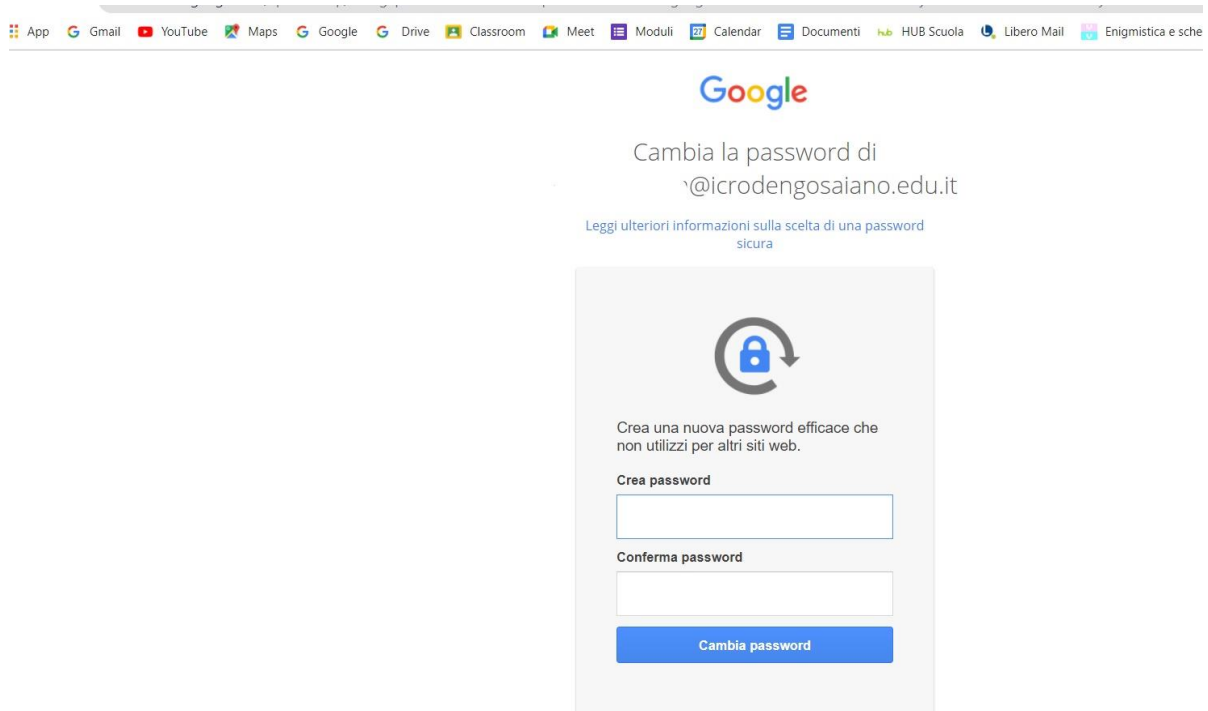 App Gmail YouTube Maps Google Drive Classroom Meet Moduli 27 Calendar Documenti hub HUB Scuola Libero Mail Enigmistica e sche
Google
Cambia la password di
@icrodengosaiano.edu.it
Leggi ulteriori informazioni sulla scelta di una password
sicura
Crea una nuova password efficace che
non utilizzi per altri siti web.
Crea password
Conferma password
Cambia password